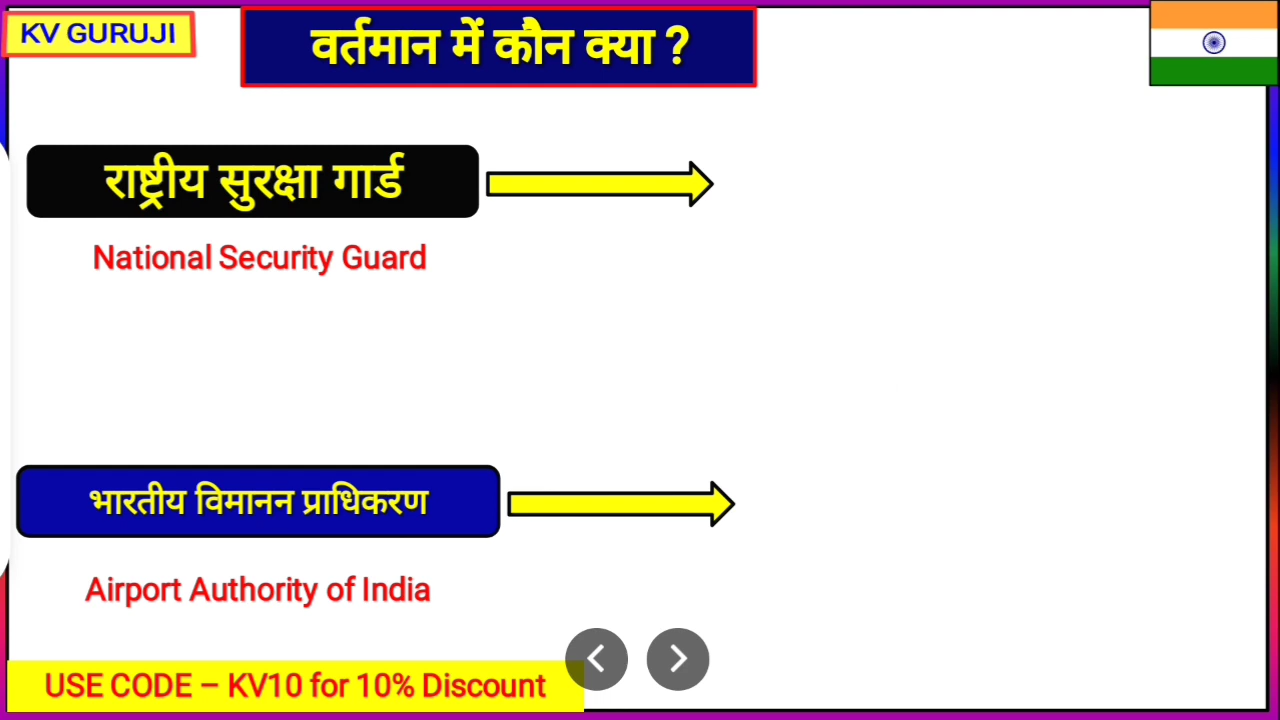 KV GURUJI
वर्तमान में कौन क्या ?
राष्ट्रीय सुरक्षा गार्ड
National Security Guard
भारतीय विमानन प्राधिकरण
Airport Authority of India
USE CODE – KV10 for 10% Discount